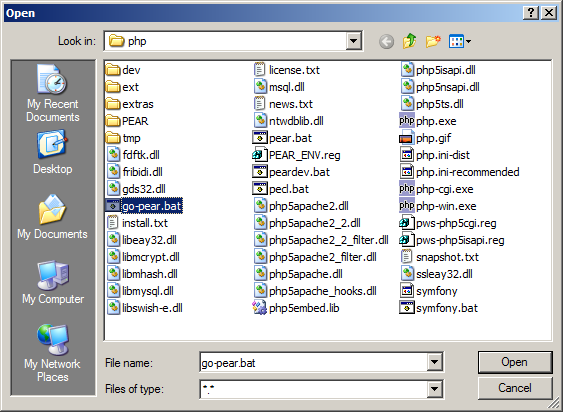 Open
Look in: php
My Recent
Documents
Desktop
My Documents
My Computer
My Network
Places
dev
ext
extras
PEAR
tmp
fdftk.dll
fribidi.dll
gds32.dll
go-pear.bat
install.txt
libeay32.dll
libmcrypt.dll
libmhash.dll
libmysql.dll
libswish-e.dll
license.txt
msql.dll
news.txt
ntwdblib.dll
pear.bat
PEAR_ENV.reg
peardev.bat
pecl.bat
php5apache2.dll
php5apache2_2.dll
php5apache2_2_filter.dll
php5apache2_filter.dll
php5apache.dll
php5apache_hooks.dll
php5embed.lib
php5isapi.dll
php5nsapi.dll
php5ts.dll
php php.exe
php.gif
php.ini-dist
php.ini-recommended
php php-cgi.exe
php php-win.exe
pws-php5cgi.reg
pws-php5isapi.reg
snapshot.txt
ssleay32.dll
symfony
symfony.bat
File name: go-pear.bat Open
Files of type: *.* Cancel